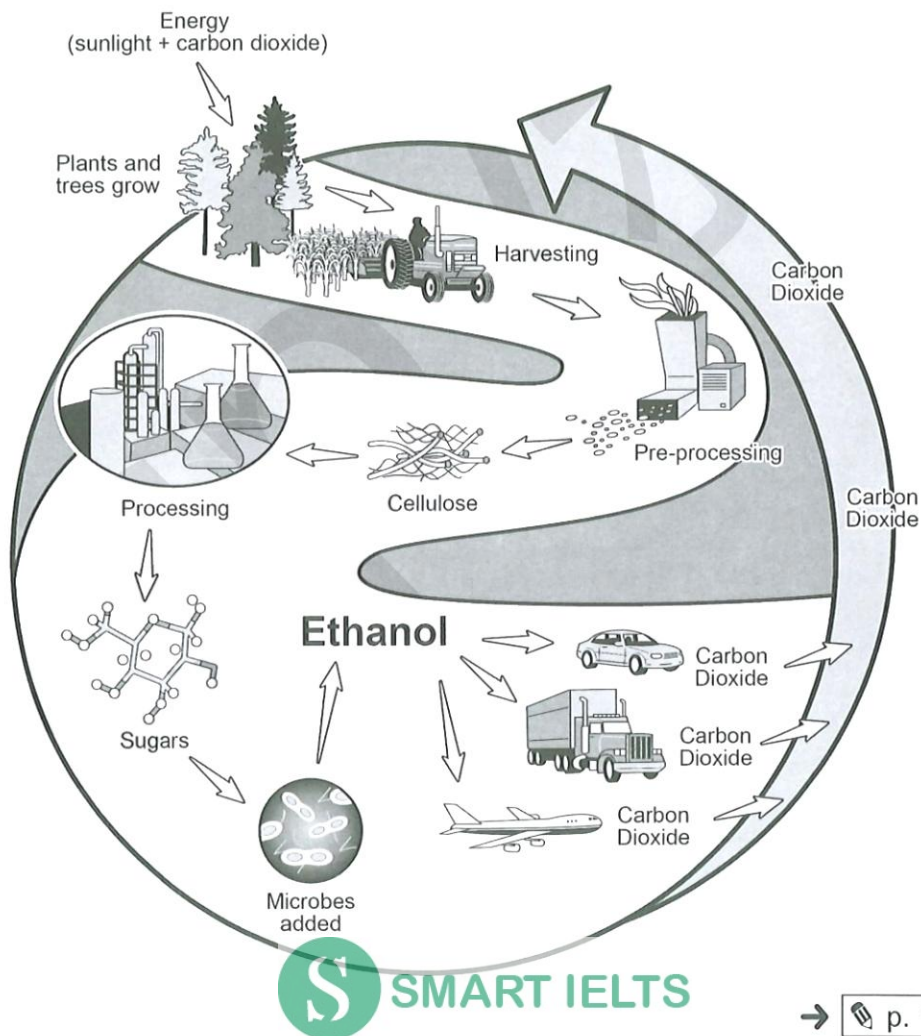 Energy
(sunlight + carbon dioxide)
Plants and
trees grow
Harvesting
Carbon
Dioxide
Pre-processing
Cellulose
Processing
Carbon
Dioxide
Ethanol
Carbon
Dioxide
Sugars
Carbon
Dioxide
Carbon
Dioxide
Microbes
added
S SMART IELTS
→ p.